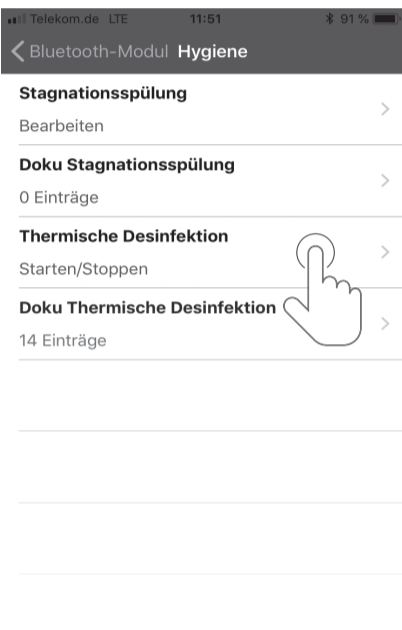 Telekom.de LTE 11:51 91 %
Bluetooth-Modul Hygiene
Stagnationsspülung
Bearbeiten
Doku Stagnationsspülung
0 Einträge
Thermische Desinfektion
Starten/Stoppen
Doku Thermische Desinfektion
14 Einträge